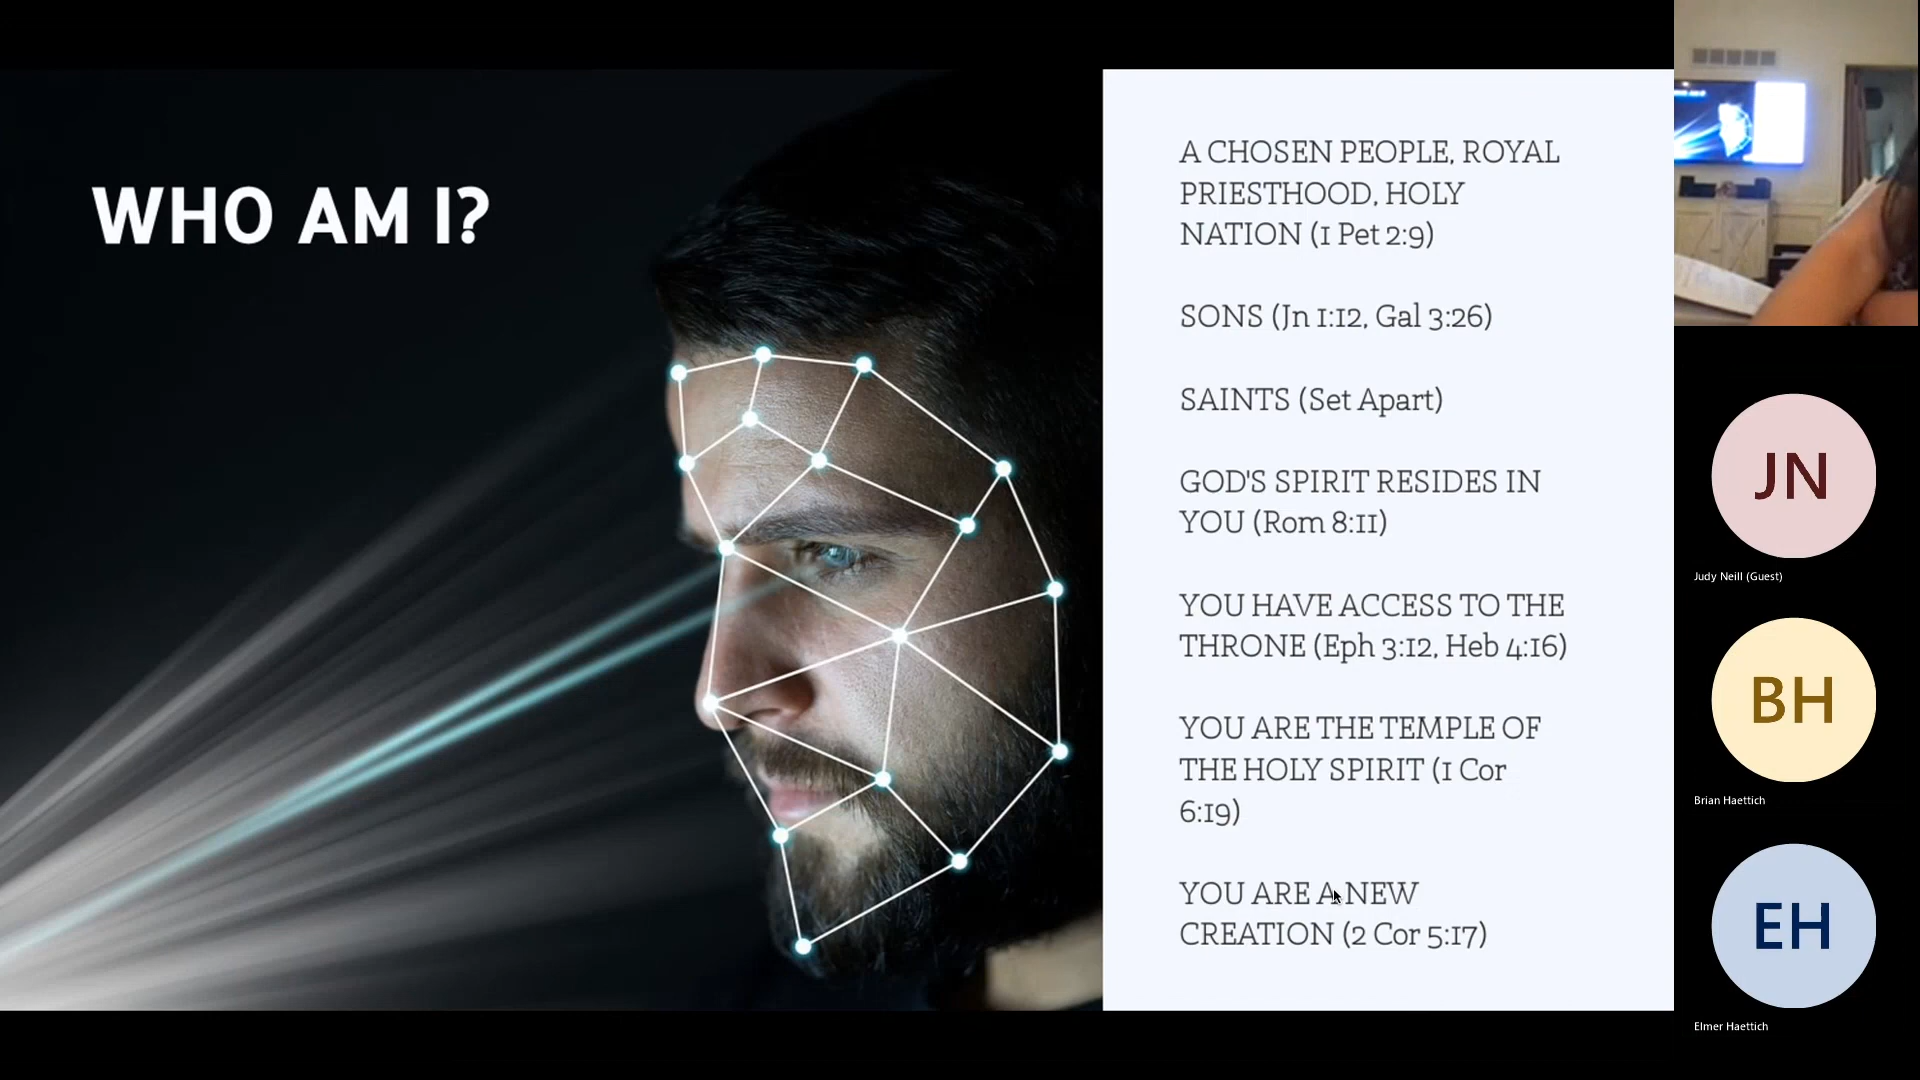 WHO AM I?
A CHOSEN PEOPLE, ROYAL
PRIESTHOOD, HOLY
NATION (1 Pet 2:9)
SONS (Jn 1:12, Gal 3:26)
SAINTS (Set Apart)
GOD'S SPIRIT RESIDES IN
YOU (Rom 8:11)
YOU HAVE ACCESS TO THE
THRONE (Eph 3:12, Heb 4:16)
YOU ARE THE TEMPLE OF
THE HOLY SPIRIT (1 Cor
6:19)
YOU ARE A NEW
CREATION (2 Cor 5:17)
JN
Judy Neill (Guest)
BH
Brian Haettich
EH
Elmer Haettich